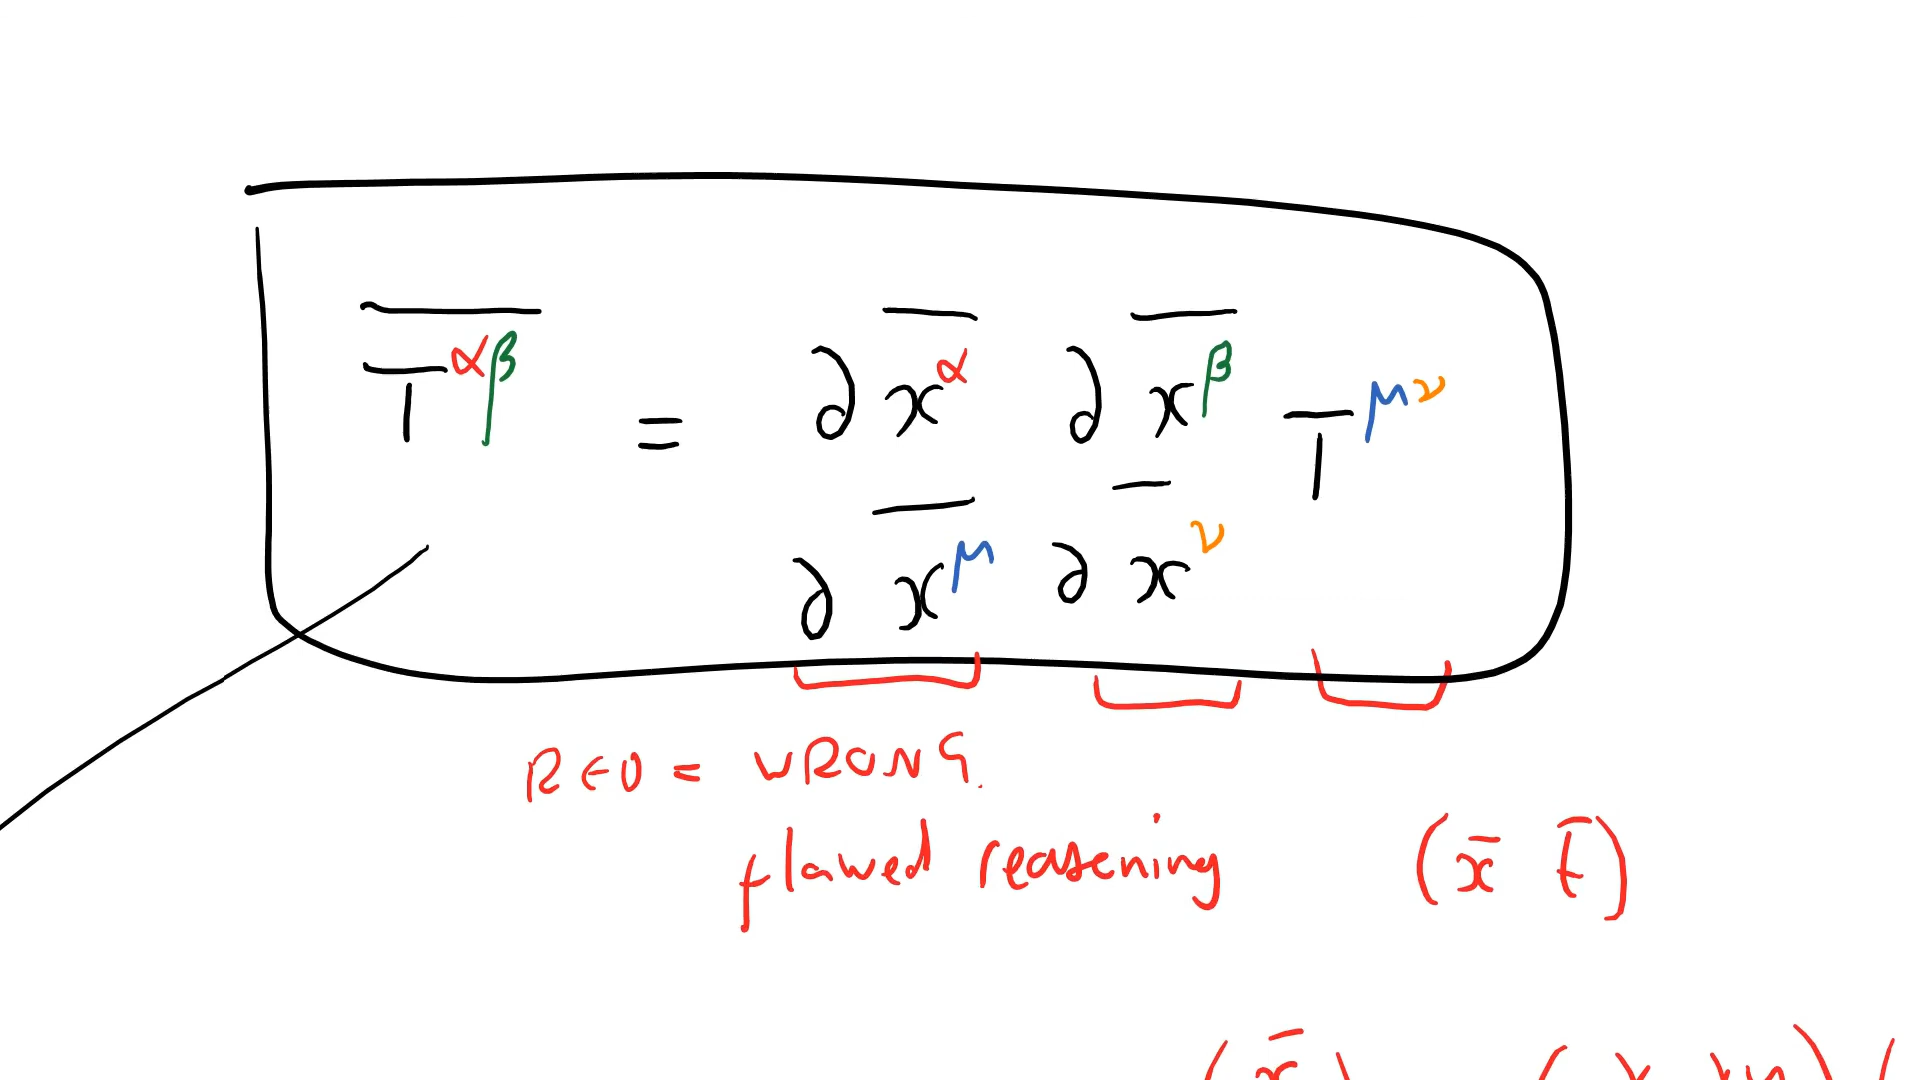 T̅^{αβ} = ∂x̅^α/∂x^μ ∂x̅^β/∂x^ν T^{μν}
RED = WRONG.
flawed reasoning (x̄ t̄)